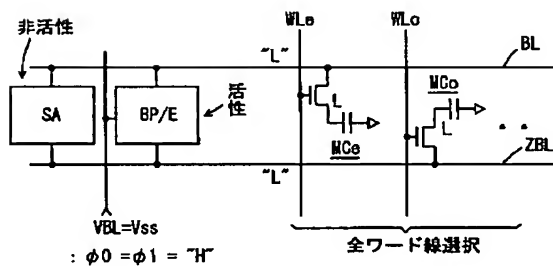 非活性
WLe
WLo
"L"
BL
SA
BP/E
活性
L
MCe
MCo
L
"L"
ZBL
VBL=Vss
: φ0 =φ1 = "H"
全ワード線選択